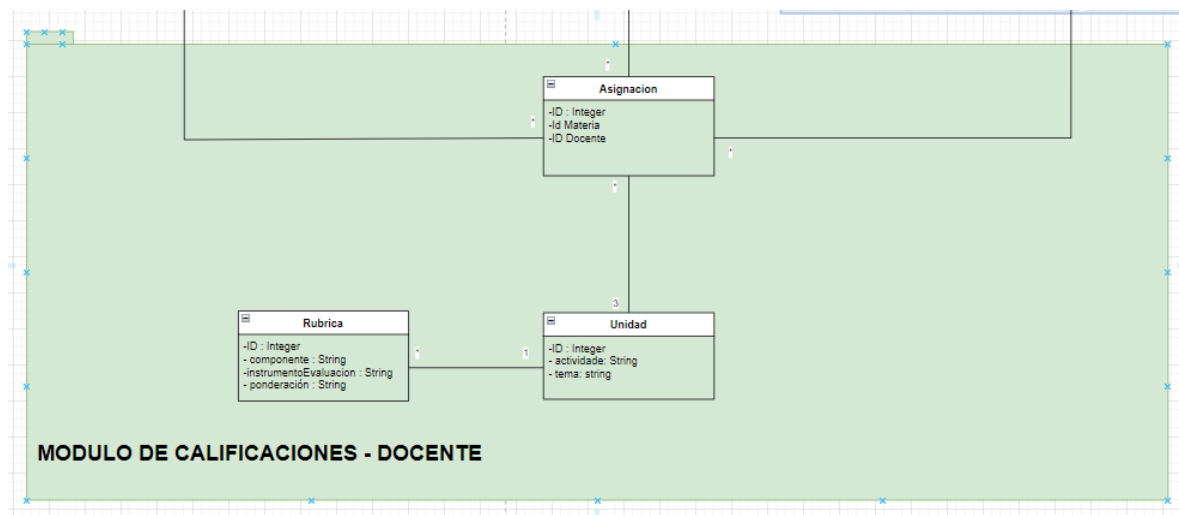 *
Asignacion
-ID : Integer
-Id Materia
-ID Docente
*
*
*
3
Rubrica
-ID : Integer
- componente : String
-instrumentoEvaluacion : String
- ponderación : String
*
1
Unidad
-ID : Integer
- actividade: String
- tema: string
MODULO DE CALIFICACIONES - DOCENTE